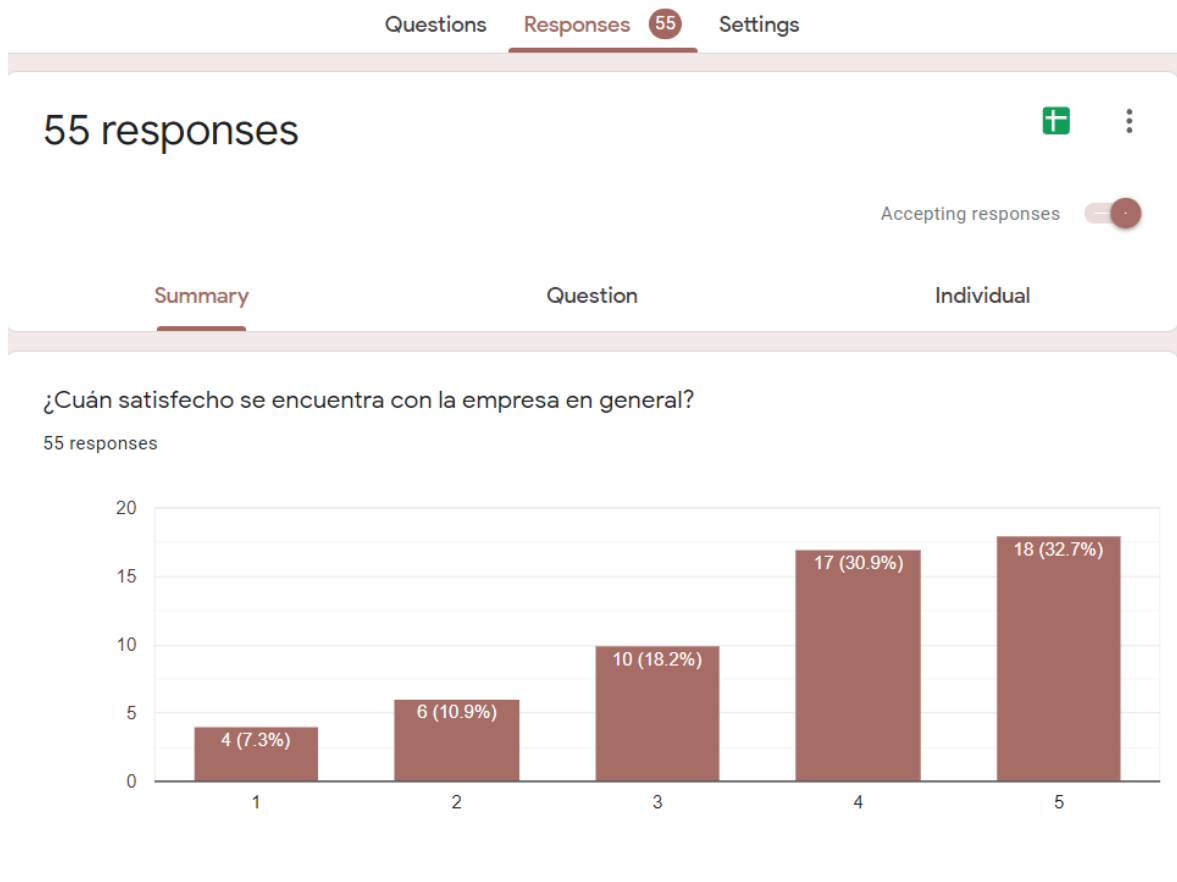 Questions Responses 55 Settings
55 responses
Accepting responses
Summary Question Individual
¿Cuán satisfecho se encuentra con la empresa en general?
55 responses
20
15
10
5
0
4 (7.3%)
6 (10.9%)
10 (18.2%)
17 (30.9%)
18 (32.7%)
1 2 3 4 5